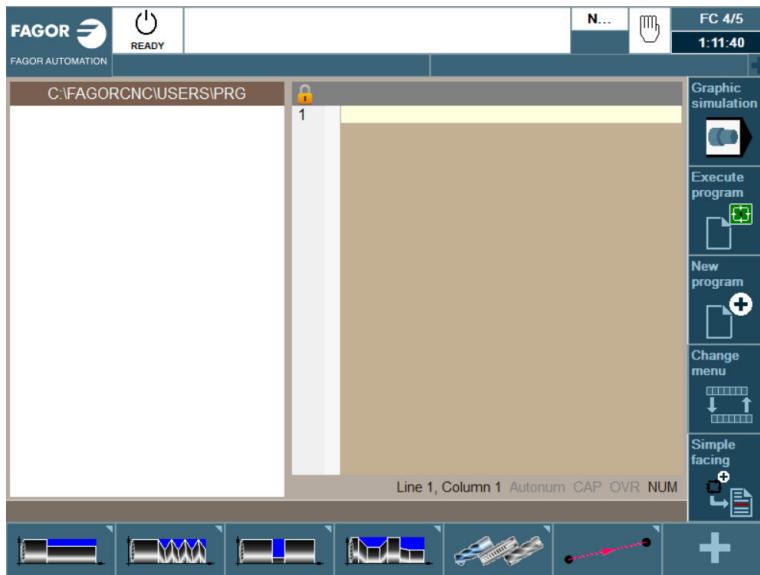 FAGOR
FAGOR AUTOMATION
READY
N...
FC 4/5
1:11:40
C:\FAGORCNC\USERS\PRG
1
Line 1, Column 1 Autonum CAP OVR NUM
Graphic
simulation
Execute
program
New
program
Change
menu
Simple
facing